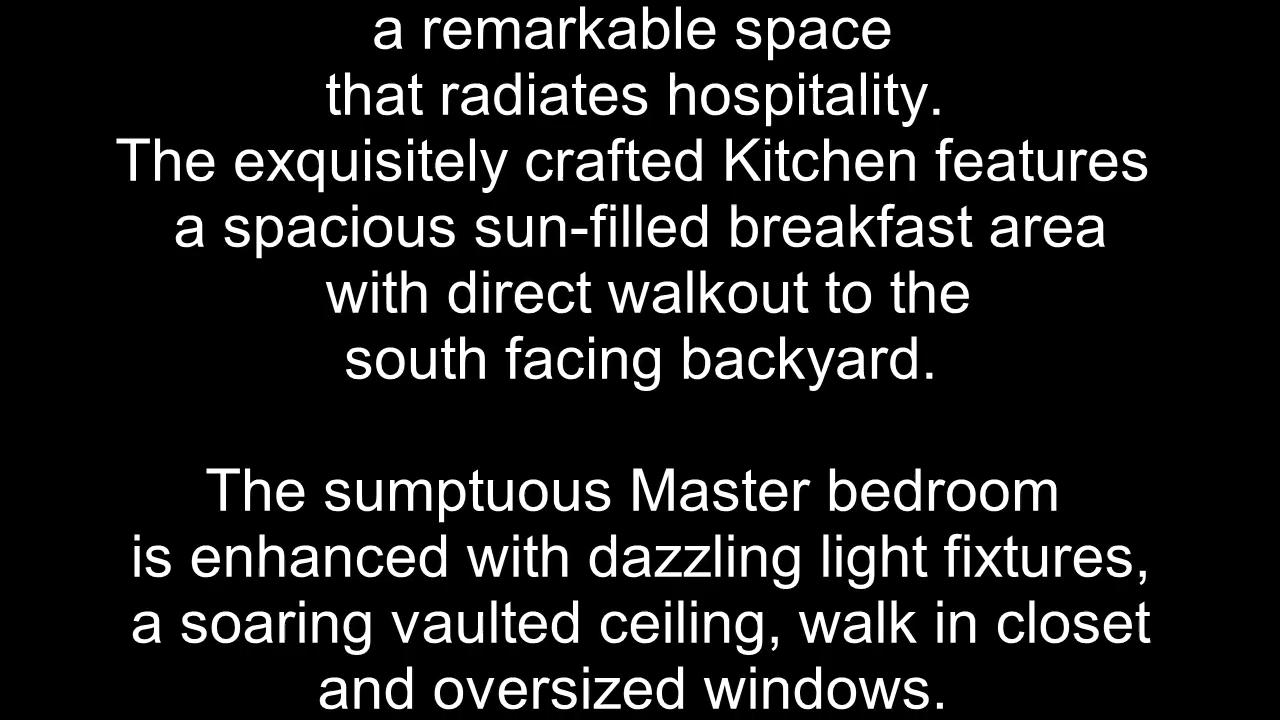 a remarkable space
that radiates hospitality.
The exquisitely crafted Kitchen features
a spacious sun-filled breakfast area
with direct walkout to the
south facing backyard.
The sumptuous Master bedroom
is enhanced with dazzling light fixtures,
a soaring vaulted ceiling, walk in closet
and oversized windows.